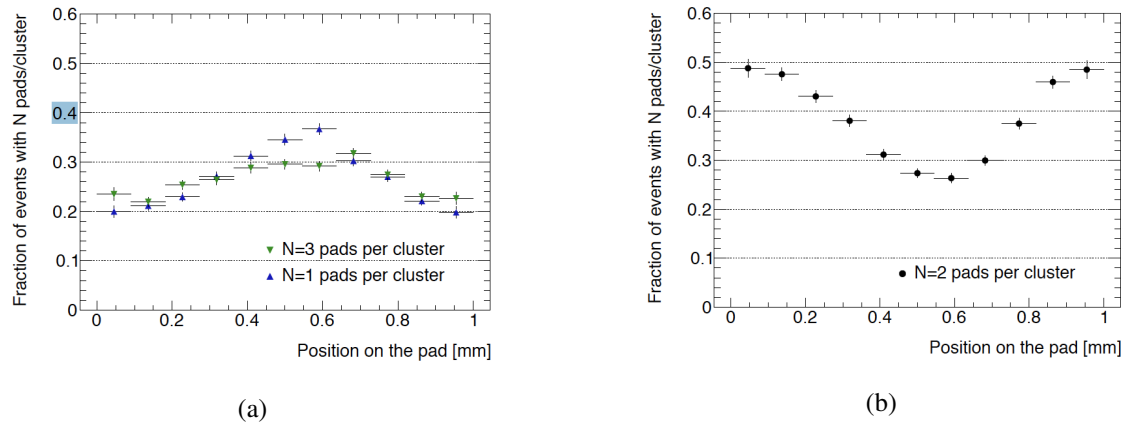 Fraction of events with N pads/cluster
0.6
0.5
0.4
0.3
0.2
0.1
0
N=3 pads per cluster
N=1 pads per cluster
0 0.2 0.4 0.6 0.8 1
Position on the pad [mm]
(a)
Fraction of events with N pads/cluster
0.6
0.5
0.4
0.3
0.2
0.1
0
N=2 pads per cluster
0 0.2 0.4 0.6 0.8 1
Position on the pad [mm]
(b)